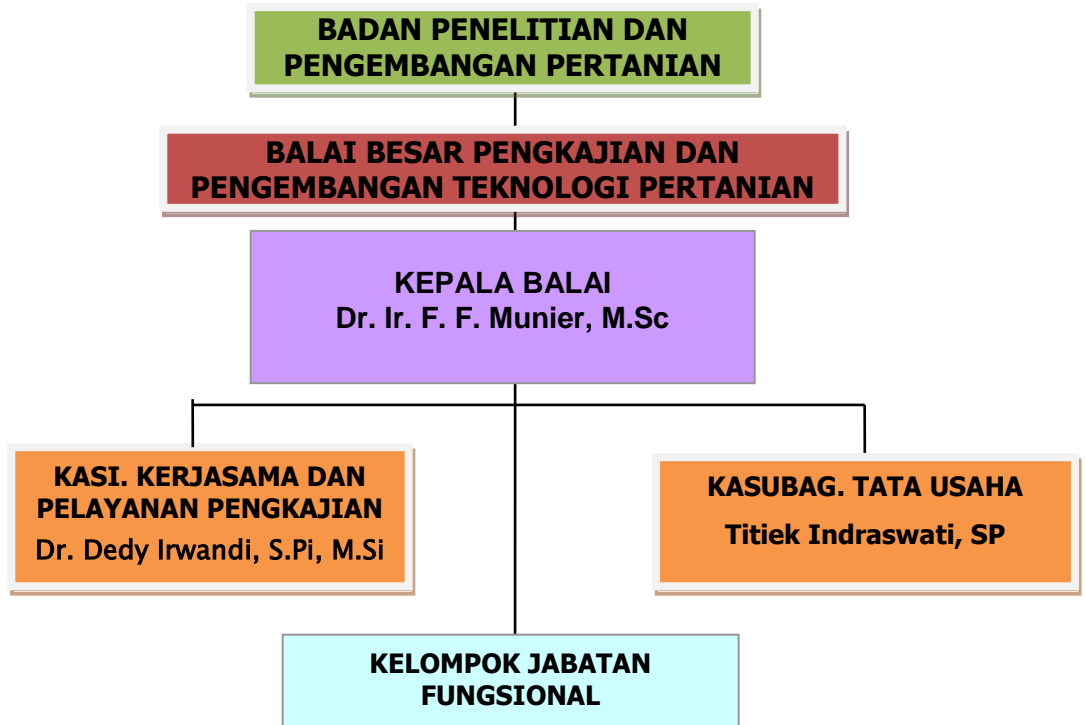 BADAN PENELITIAN DAN
PENGEMBANGAN PERTANIAN
BALAI BESAR PENGKAJIAN DAN
PENGEMBANGAN TEKNOLOGI PERTANIAN
KEPALA BALAI
Dr. Ir. F. F. Munier, M.Sc
KASI. KERJASAMA DAN
PELAYANAN PENGKAJIAN
Dr. Dedy Irwandi, S.Pi, M.Si
KASUBAG. TATA USAHA
Titiek Indraswati, SP
KELOMPOK JABATAN
FUNGSIONAL